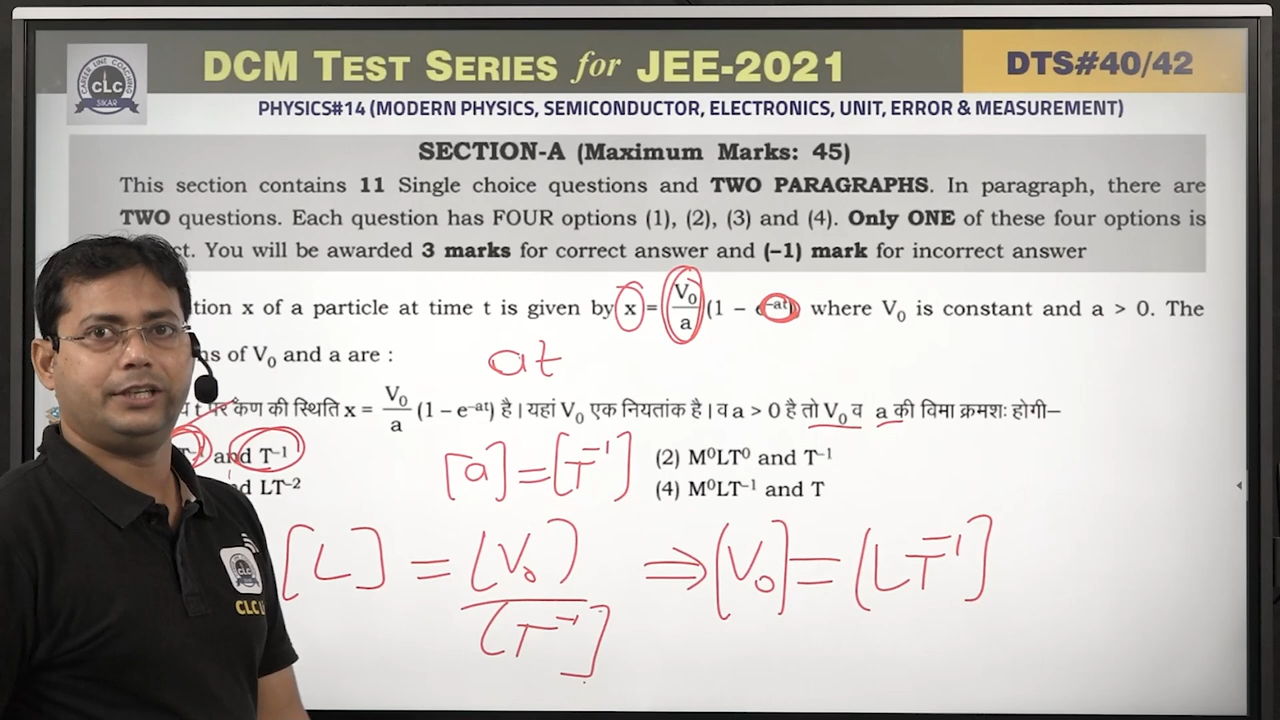 DCM TEST SERIES for JEE-2021
DTS#40/42
CAREER LINE COACHING
CLC
SIKAR
PHYSICS#14 (MODERN PHYSICS, SEMICONDUCTOR, ELECTRONICS, UNIT, ERROR & MEASUREMENT)
SECTION-A (Maximum Marks: 45)
This section contains 11 Single choice questions and TWO PARAGRAPHS. In paragraph, there are
TWO questions. Each question has FOUR options (1), (2), (3) and (4). Only ONE of these four options is
ct. You will be awarded 3 marks for correct answer and (–1) mark for incorrect answer
tion x of a particle at time t is given by x = V₀/a (1 – e⁻ᵃᵗ) where V₀ is constant and a > 0. The
ns of V₀ and a are :
at
t पर कण की स्थिति x = V₀/a (1 – e⁻ᵃᵗ) है। यहां V₀ एक नियतांक है। व a > 0 है तो V₀ व a की विमा क्रमशः होगी–
T⁻¹ and T⁻¹
(2) M⁰LT⁰ and T⁻¹
[a] = [T⁻¹]
nd LT⁻²
(4) M⁰LT⁻¹ and T
[L] = [V₀]/[T⁻¹] ⇒ [V₀] = [LT⁻¹]
CLC
CLC